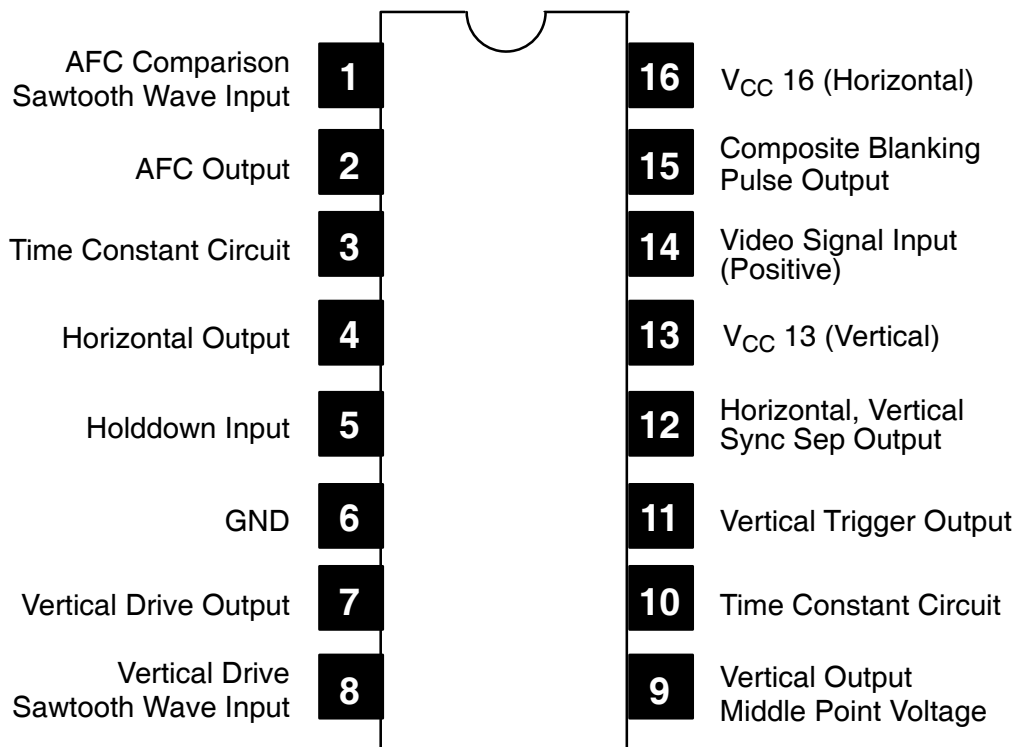 AFC Comparison
Sawtooth Wave Input
1
AFC Output
2
Time Constant Circuit
3
Horizontal Output
4
Holddown Input
5
GND
6
Vertical Drive Output
7
Vertical Drive
Sawtooth Wave Input
8
16
VCC 16 (Horizontal)
15
Composite Blanking
Pulse Output
14
Video Signal Input
(Positive)
13
VCC 13 (Vertical)
12
Horizontal, Vertical
Sync Sep Output
11
Vertical Trigger Output
10
Time Constant Circuit
9
Vertical Output
Middle Point Voltage